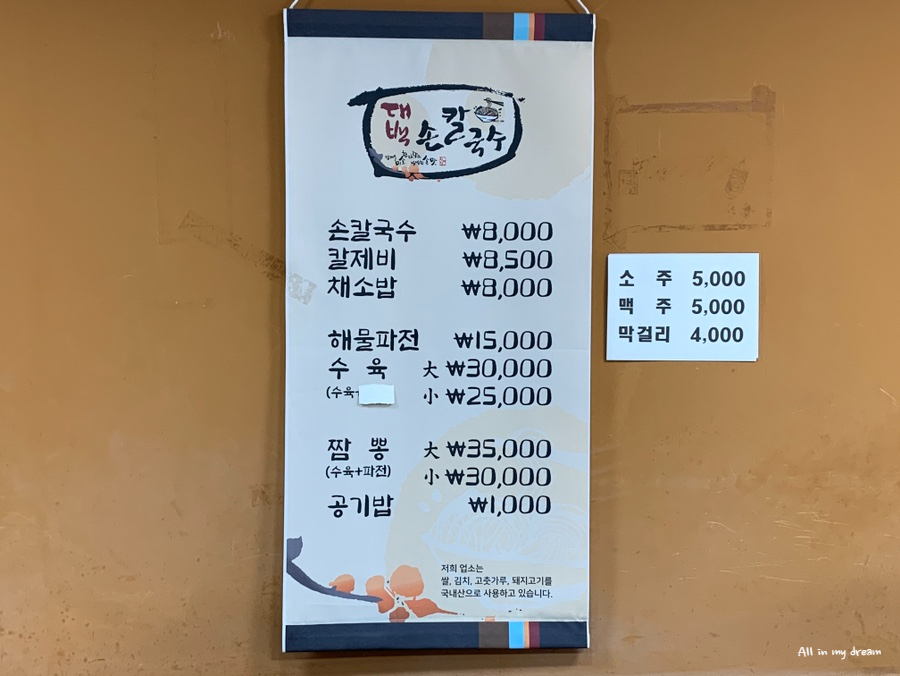 대백 손칼국수
손칼국수 ₩8,000
칼제비 ₩8,500
채소밥 ₩8,000
해물파전 ₩15,000
수 육 大 ₩30,000
(수육+ 小 ₩25,000
짬 뽕 大 ₩35,000
(수육+파전) 小 ₩30,000
공기밥 ₩1,000
저희 업소는
쌀, 김치, 고춧가루, 돼지고기를
국내산으로 사용하고 있습니다.
소 주 5,000
맥 주 5,000
막걸리 4,000
All in my dream